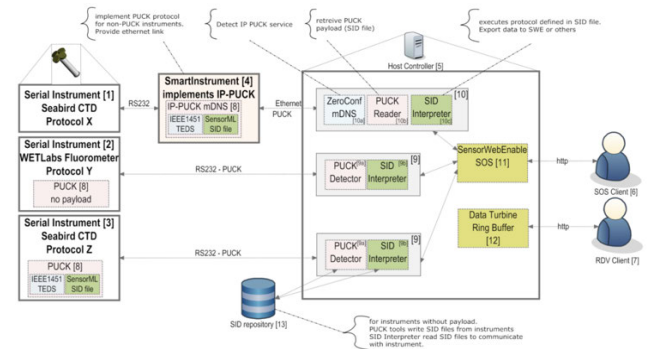 implement PUCK protocol
for non-PUCK instruments.
Provide ethernet link
Detect IP PUCK service
retreive PUCK
payload (SID file)
executes protocol defined in SID file.
Export data to SWE or others
Host Controller [5]
Serial Instrument [1]
Seabird CTD
Protocol X
RS232
SmartInstrument [4]
implements IP-PUCK
IP-PUCK mDNS [8]
IEEE1451
TEDS
SensorML
SID file
Ethernet
PUCK
ZeroConf
mDNS
[10a]
PUCK
Reader
[10b]
SID
Interpreter
[10c]
[10]
Serial Instrument [2]
WETLabs Fluorometer
Protocol Y
PUCK [8]
no payload
RS232 - PUCK
PUCK[9a]
Detector
SID [9b]
Interpreter
[9]
SensorWebEnable
SOS [11]
http
SOS Client [6]
Serial Instrument [3]
Seabird CTD
Protocol Z
PUCK [8]
IEEE1451
TEDS
SensorML
SID file
RS232 - PUCK
PUCK[9a]
Detector
SID [9b]
Interpreter
[9]
Data Turbine
Ring Buffer
[12]
http
RDV Client [7]
SID repository [13]
for instruments without payload.
PUCK tools write SID files from instruments
SID Interpreter read SID files to communicate
with instrument.